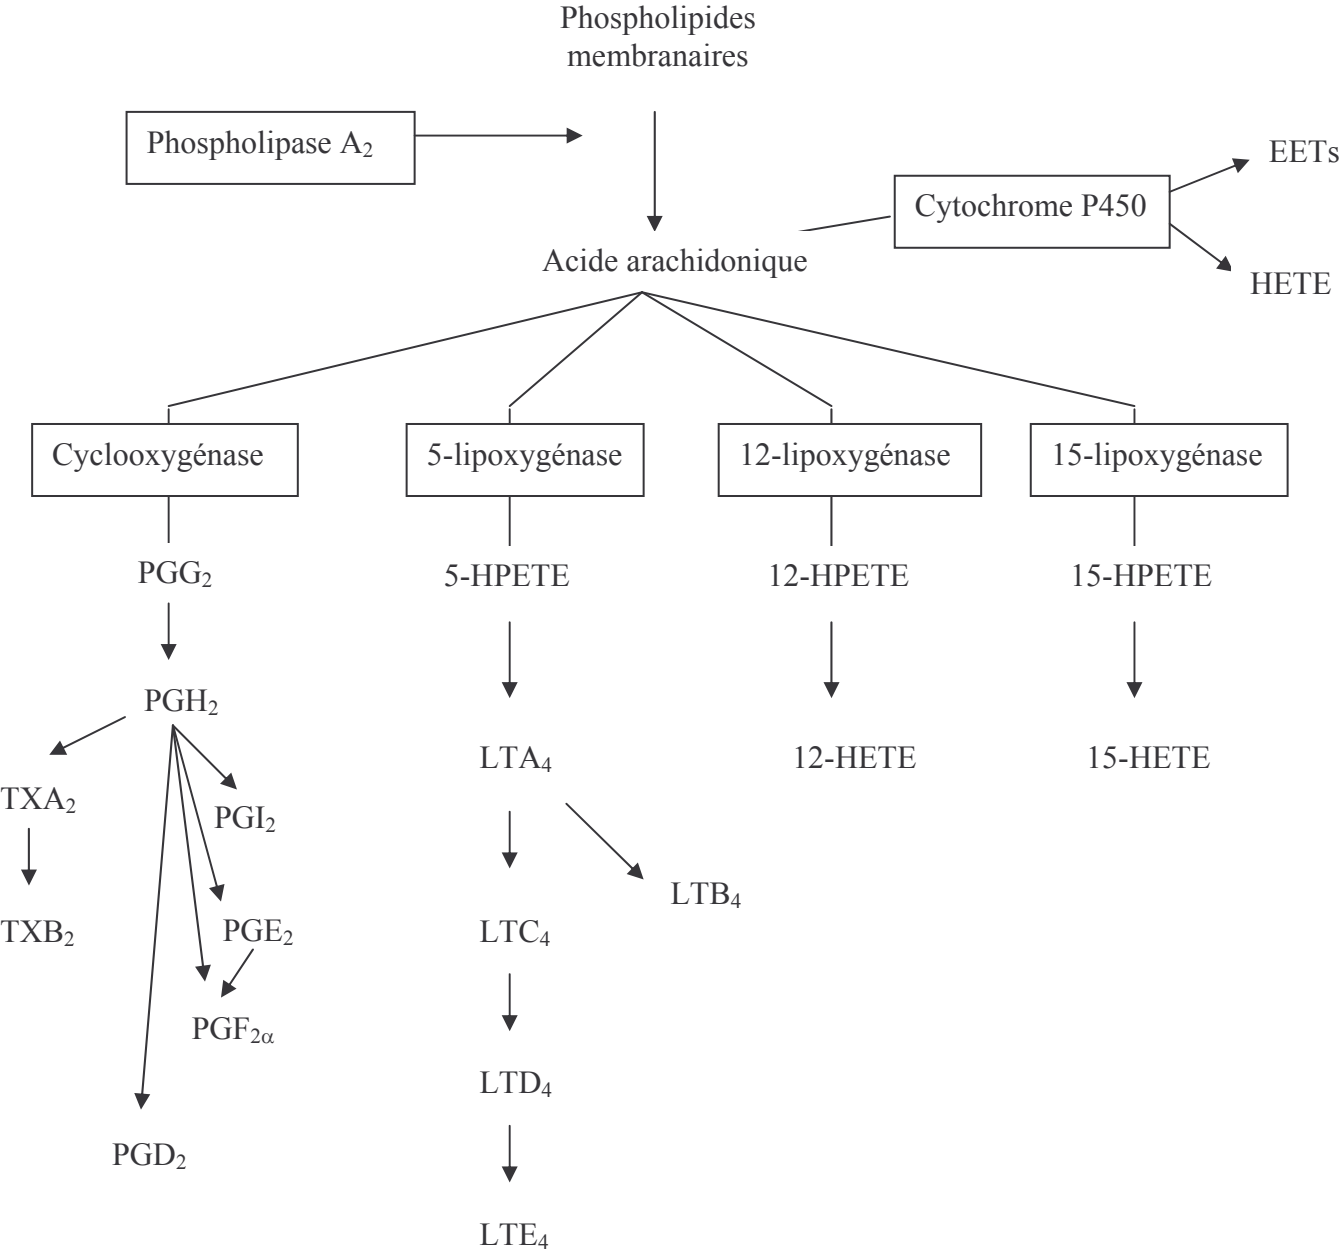 Phospholipides
membranaires
Phospholipase A₂
EETs
Cytochrome P450
Acide arachidonique
HETE
Cyclooxygénase
5-lipoxygénase
12-lipoxygénase
15-lipoxygénase
PGG₂
5-HPETE
12-HPETE
15-HPETE
PGH₂
LTA₄
12-HETE
15-HETE
TXA₂
PGI₂
LTB₄
TXB₂
PGE₂
LTC₄
PGF₂α
LTD₄
PGD₂
LTE₄